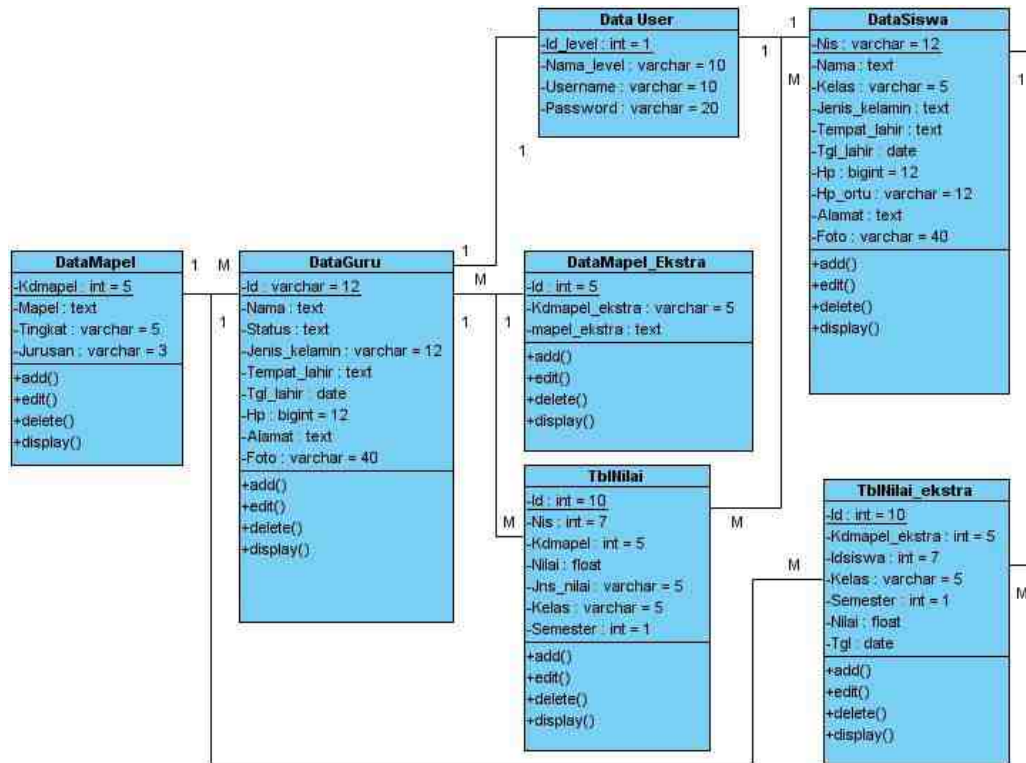 Data User
-Id_level : int = 1
-Nama_level : varchar = 10
-Username : varchar = 10
-Password : varchar = 20
DataSiswa
-Nis : varchar = 12
-Nama : text
-Kelas : varchar = 5
-Jenis_kelamin : text
-Tempat_lahir : text
-Tgl_lahir : date
-Hp : bigint = 12
-Hp_ortu : varchar = 12
-Alamat : text
-Foto : varchar = 40
+add()
+edit()
+delete()
+display()
1
1
1
M
1
1
DataMapel
-Kdmapel : int = 5
-Mapel : text
-Tingkat : varchar = 5
-Jurusan : varchar = 3
+add()
+edit()
+delete()
+display()
1
M
1
DataGuru
-Id : varchar = 12
-Nama : text
-Status : text
-Jenis_kelamin : varchar = 12
-Tempat_lahir : text
-Tgl_lahir : date
-Hp : bigint = 12
-Alamat : text
-Foto : varchar = 40
+add()
+edit()
+delete()
+display()
1
M
1
1
DataMapel_Ekstra
-Id : int = 5
-Kdmapel_ekstra : varchar = 5
-mapel_ekstra : text
+add()
+edit()
+delete()
+display()
M
TblNilai
-Id : int = 10
-Nis : int = 7
-Kdmapel : int = 5
-Nilai : float
-Jns_nilai : varchar = 5
-Kelas : varchar = 5
-Semester : int = 1
+add()
+edit()
+delete()
+display()
M
M
TblNilai_ekstra
-Id : int = 10
-Kdmapel_ekstra : int = 5
-Idsiswa : int = 7
-Kelas : varchar = 5
-Semester : int = 1
-Nilai : float
-Tgl : date
+add()
+edit()
+delete()
+display()
M